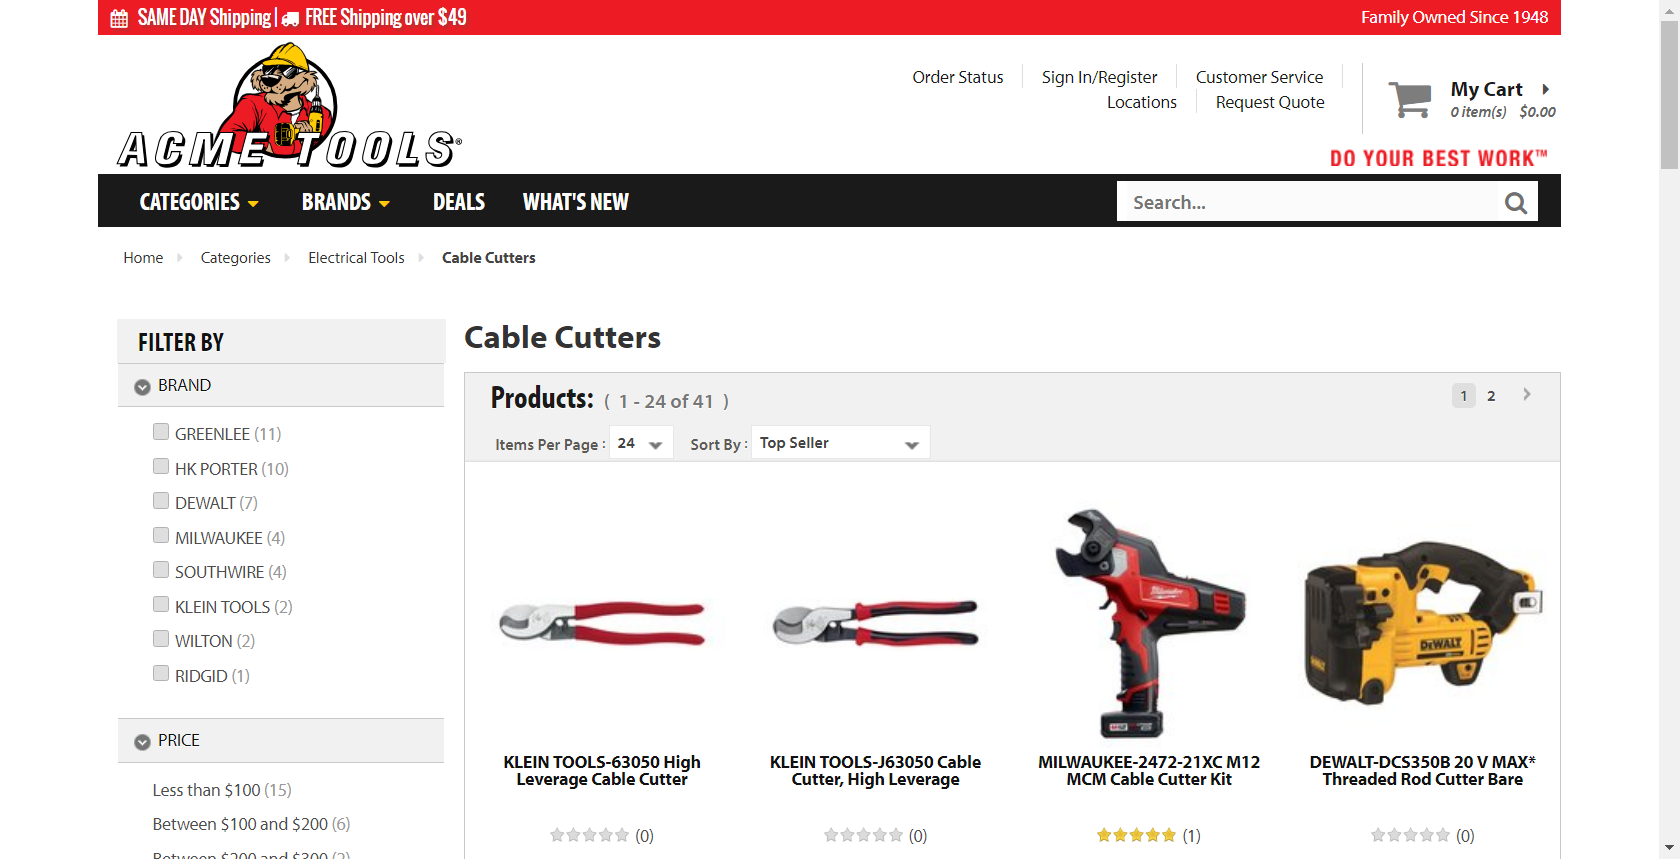 SAME DAY Shipping | FREE Shipping over $49
Family Owned Since 1948
Order Status
Sign In/Register
Customer Service
Locations
Request Quote
My Cart
0 item(s) $0.00
ACME TOOLS®
DO YOUR BEST WORK™
CATEGORIES
BRANDS
DEALS
WHAT'S NEW
Search...
Home
Categories
Electrical Tools
Cable Cutters
FILTER BY
BRAND
GREENLEE (11)
HK PORTER (10)
DEWALT (7)
MILWAUKEE (4)
SOUTHWIRE (4)
KLEIN TOOLS (2)
WILTON (2)
RIDGID (1)
PRICE
Less than $100 (15)
Between $100 and $200 (6)
Between $200 and $300 (2)
Cable Cutters
Products: ( 1 - 24 of 41 )
1 2
Items Per Page : 24
Sort By : Top Seller
Milwaukee
DEWALT
DEWALT
KLEIN TOOLS-63050 High
Leverage Cable Cutter
(0)
KLEIN TOOLS-J63050 Cable
Cutter, High Leverage
(0)
MILWAUKEE-2472-21XC M12
MCM Cable Cutter Kit
(1)
DEWALT-DCS350B 20 V MAX*
Threaded Rod Cutter Bare
(0)